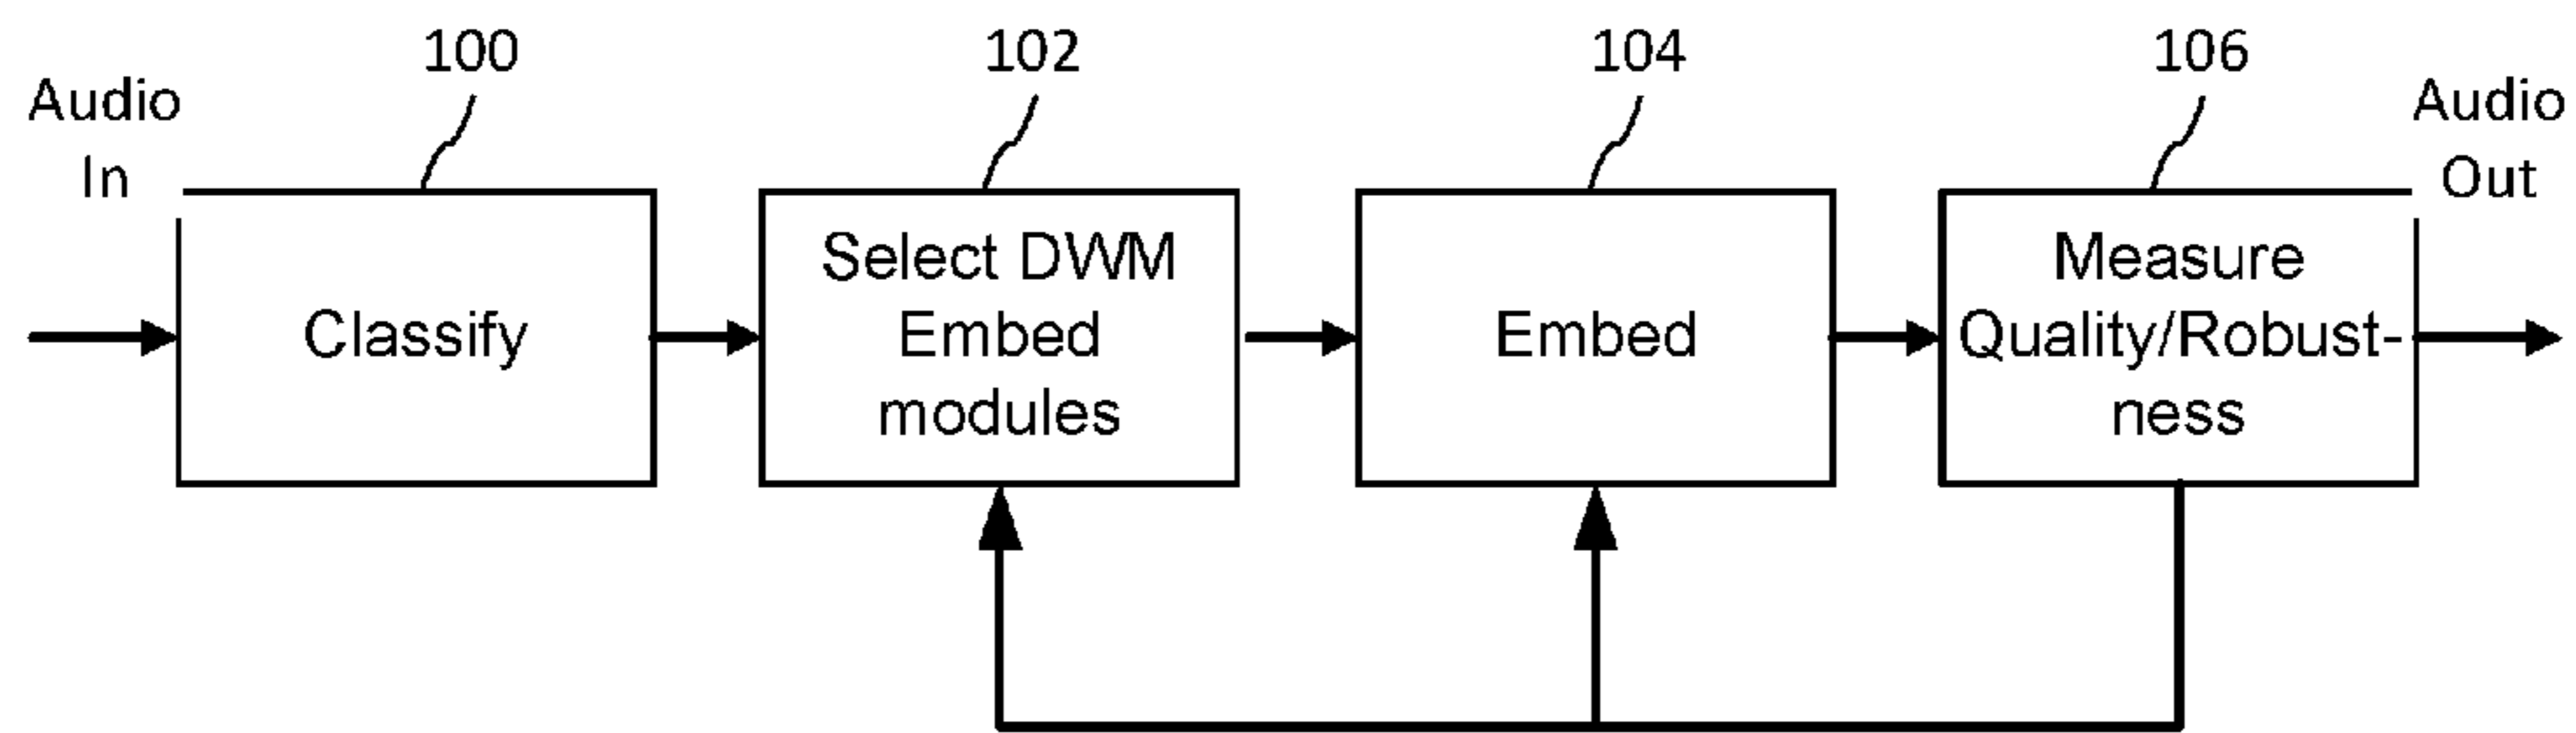 100
102
104
106
Audio
In
Audio
Out
Classify
Select DWM
Embed
modules
Embed
Measure
Quality/Robust-
ness